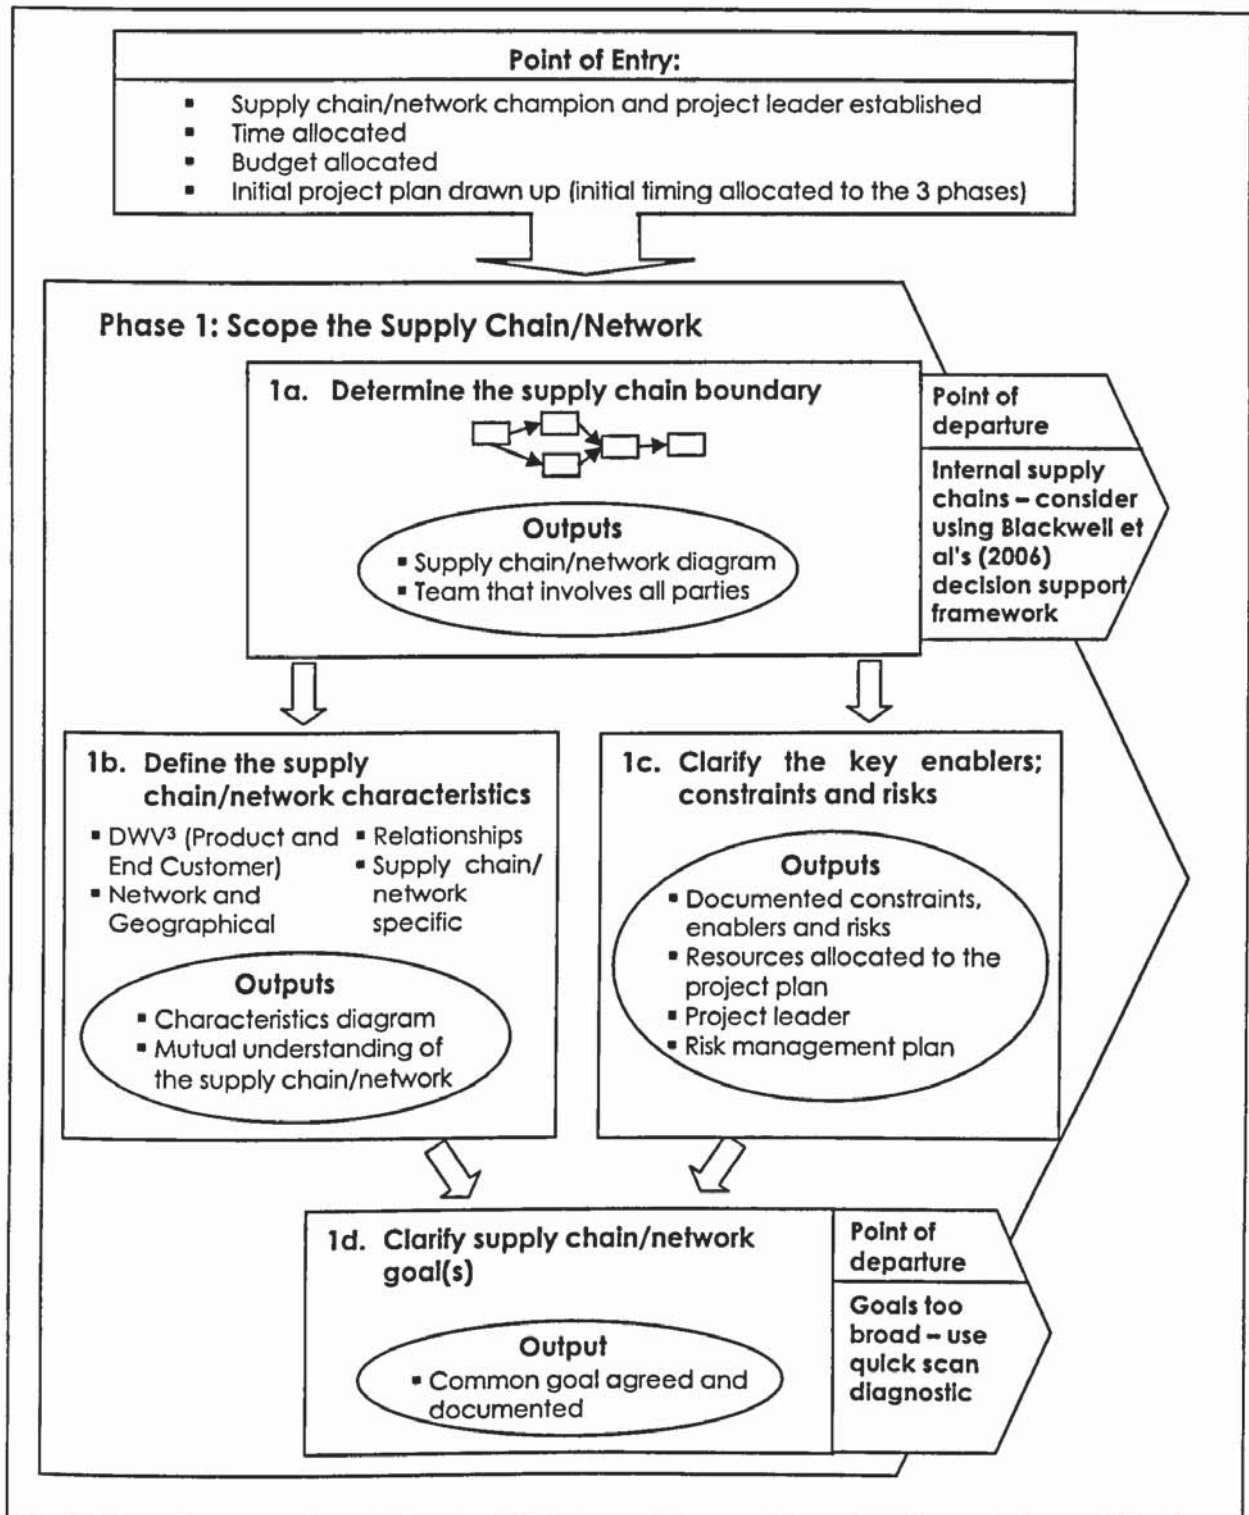 Point of Entry:
▪ Supply chain/network champion and project leader established
▪ Time allocated
▪ Budget allocated
▪ Initial project plan drawn up (initial timing allocated to the 3 phases)
Phase 1: Scope the Supply Chain/Network
1a. Determine the supply chain boundary
Outputs
▪ Supply chain/network diagram
▪ Team that involves all parties
Point of
departure
Internal supply
chains – consider
using Blackwell et
al's (2006)
decision support
framework
1b. Define the supply
chain/network characteristics
▪ DWV³ (Product and
End Customer)
▪ Network and
Geographical
▪ Relationships
▪ Supply chain/
network
specific
Outputs
▪ Characteristics diagram
▪ Mutual understanding of
the supply chain/network
1c. Clarify the key enablers;
constraints and risks
Outputs
▪ Documented constraints,
enablers and risks
▪ Resources allocated to the
project plan
▪ Project leader
▪ Risk management plan
1d. Clarify supply chain/network
goal(s)
Output
▪ Common goal agreed and
documented
Point of
departure
Goals too
broad – use
quick scan
diagnostic